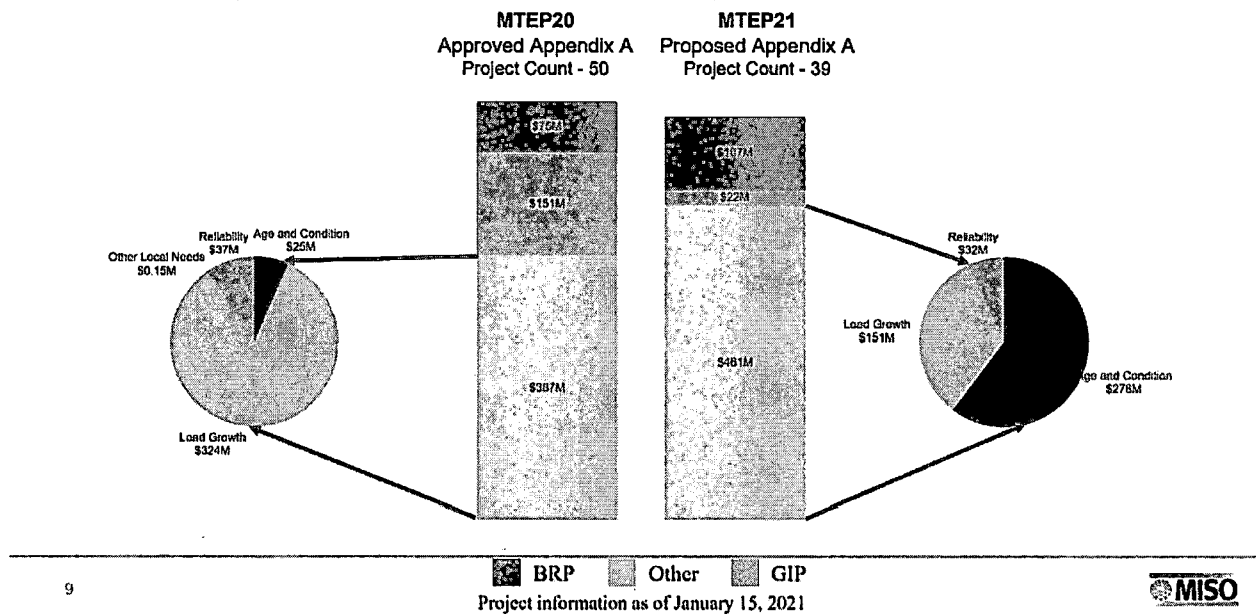 MTEP20
Approved Appendix A
Project Count - 50
MTEP21
Proposed Appendix A
Project Count - 39
$151M
$387M
$107M
$22M
$461M
Reliability
$37M
Age and Condition
$25M
Other Local Needs
$0.15M
Load Growth
$324M
Reliability
$32M
Load Growth
$151M
Age and Condition
$278M
BRP Other GIP
Project information as of January 15, 2021
9
MISO